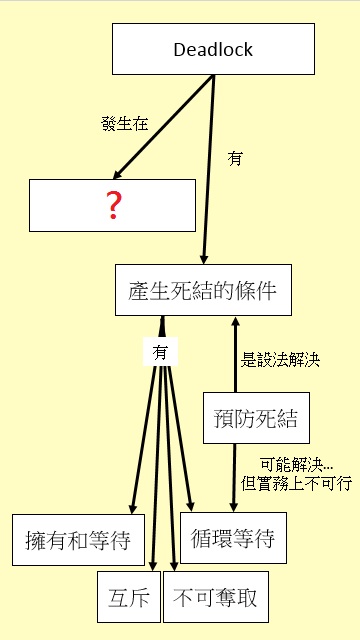 Deadlock
發生在
有
?
產生死結的條件
有
是設法解決
預防死結
可能解決...
但實務上不可行
擁有和等待
循環等待
互斥
不可奪取